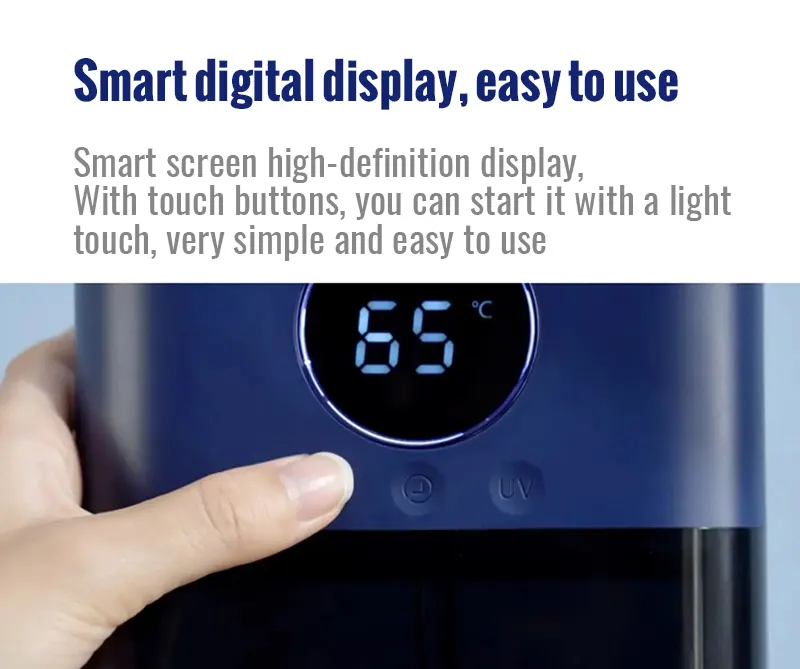 Smart digital display, easy to use
Smart screen high-definition display,
With touch buttons, you can start it with a light
touch, very simple and easy to use
65 °C
UV